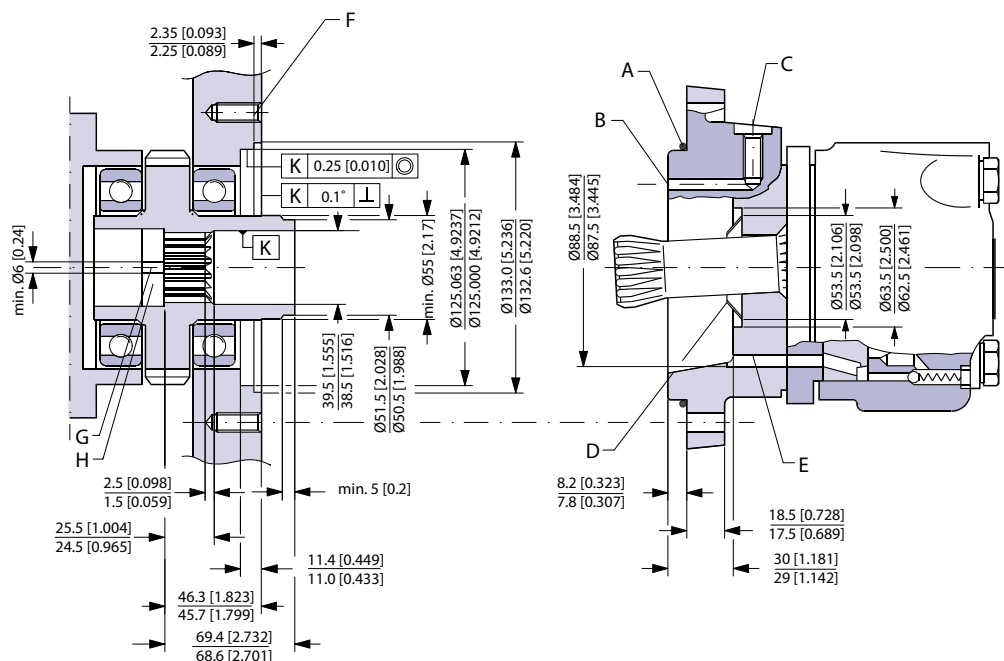 2.35 [0.093]
2.25 [0.089]
F
K 0.25 [0.010]
K 0.1°
K
min. Ø6 [0.24]
min. Ø55 [2.17]
Ø125.063 [4.9237]
Ø125.000 [4.9212]
Ø133.0 [5.236]
Ø132.6 [5.220]
39.5 [1.555]
38.5 [1.516]
Ø51.5 [2.028]
Ø50.5 [1.988]
G
H
2.5 [0.098]
1.5 [0.059]
min. 5 [0.2]
25.5 [1.004]
24.5 [0.965]
11.4 [0.449]
11.0 [0.433]
46.3 [1.823]
45.7 [1.799]
69.4 [2.732]
68.6 [2.701]
A
C
B
Ø88.5 [3.484]
Ø87.5 [3.445]
Ø53.5 [2.106]
Ø53.5 [2.098]
Ø63.5 [2.500]
Ø62.5 [2.461]
D
E
8.2 [0.323]
7.8 [0.307]
18.5 [0.728]
17.5 [0.689]
30 [1.181]
29 [1.142]